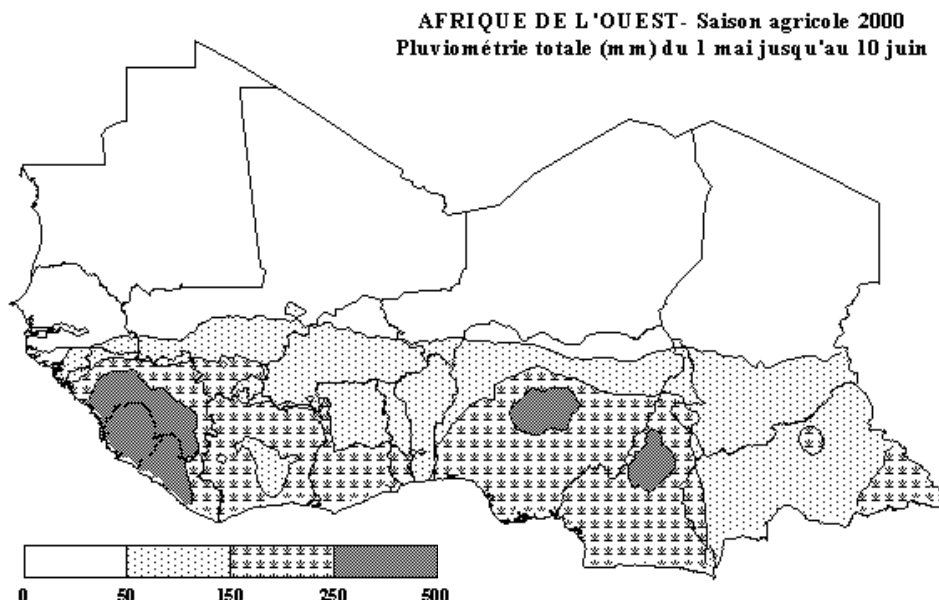 AFRIQUE DE L'OUEST- Saison agricole 2000
Pluviométrie totale (mm) du 1 mai jusqu'au 10 juin
0 50 150 250 500